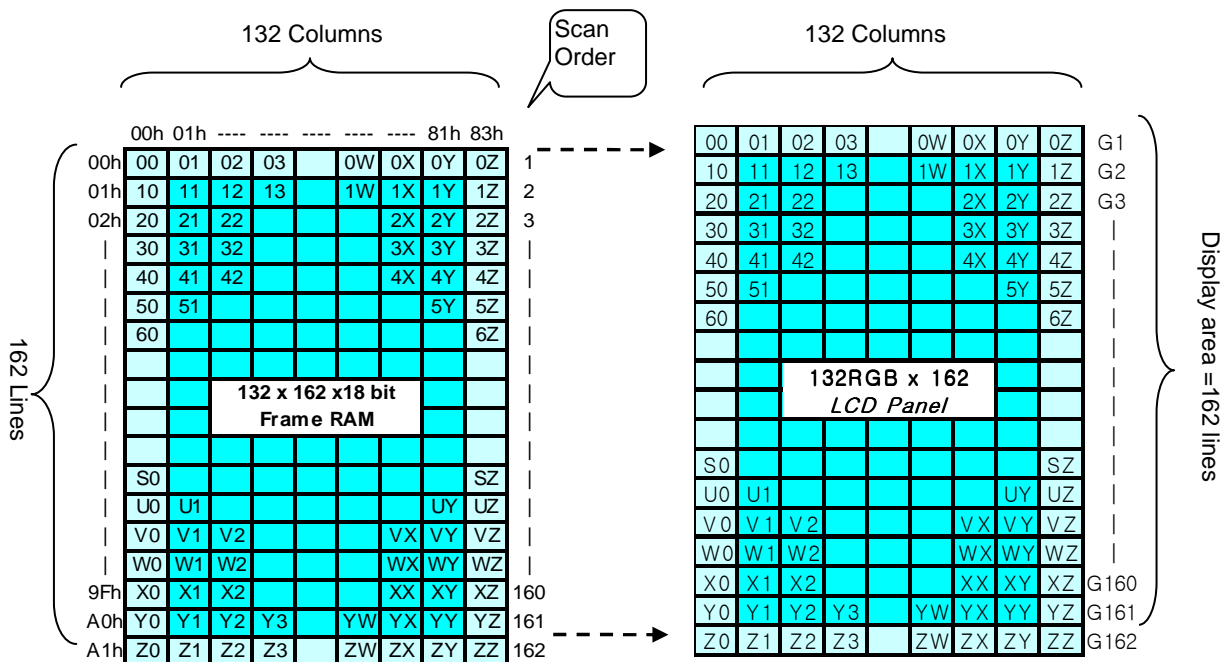 132 Columns
Scan
Order
132 Columns
00h 01h ---- ---- ---- ---- ---- 81h 83h
00h 00 01 02 03 0W 0X 0Y 0Z 1
01h 10 11 12 13 1W 1X 1Y 1Z 2
02h 20 21 22 2X 2Y 2Z 3
30 31 32 3X 3Y 3Z
40 41 42 4X 4Y 4Z
50 51 5Y 5Z
60 6Z
132 x 162 x18 bit
Frame RAM
S0 SZ
U0 U1 UY UZ
V0 V1 V2 VX VY VZ
W0 W1 W2 WX WY WZ
9Fh X0 X1 X2 XX XY XZ 160
A0h Y0 Y1 Y2 Y3 YW YX YY YZ 161
A1h Z0 Z1 Z2 Z3 ZW ZX ZY ZZ 162
162 Lines
00 01 02 03 0W 0X 0Y 0Z G1
10 11 12 13 1W 1X 1Y 1Z G2
20 21 22 2X 2Y 2Z G3
30 31 32 3X 3Y 3Z
40 41 42 4X 4Y 4Z
50 51 5Y 5Z
60 6Z
132RGB x 162
LCD Panel
S0 SZ
U0 U1 UY UZ
V0 V1 V2 VX VY VZ
W0 W1 W2 WX WY WZ
X0 X1 X2 XX XY XZ G160
Y0 Y1 Y2 Y3 YW YX YY YZ G161
Z0 Z1 Z2 Z3 ZW ZX ZY ZZ G162
Display area =162 lines